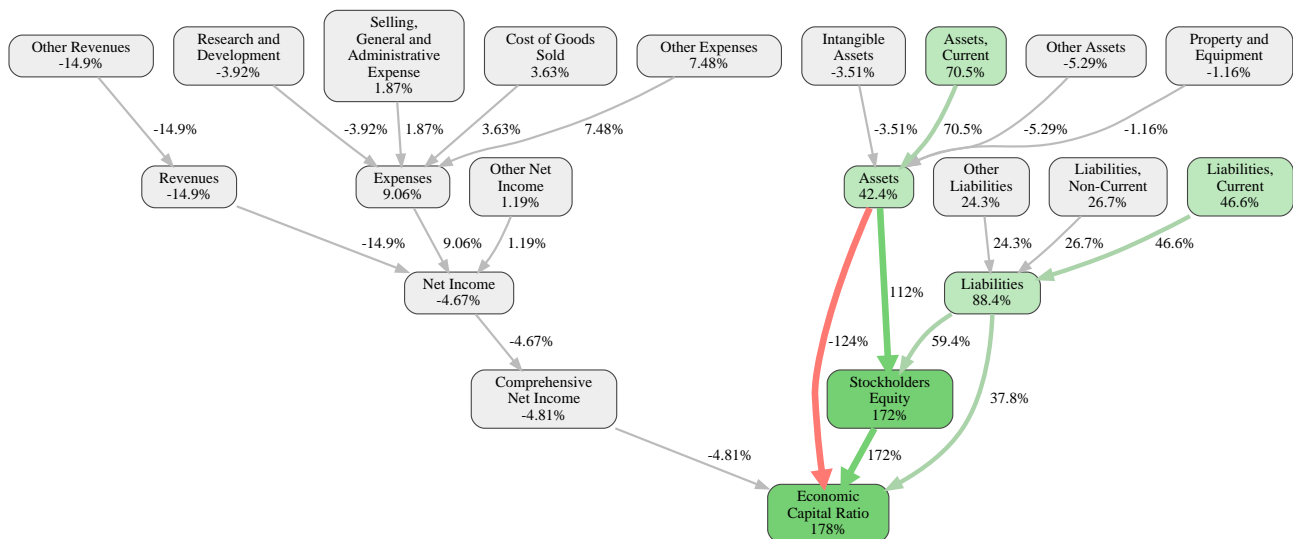 Other Revenues
-14.9%
Research and
Development
-3.92%
Selling,
General and
Administrative
Expense
1.87%
Cost of Goods
Sold
3.63%
Other Expenses
7.48%
Intangible
Assets
-3.51%
Assets,
Current
70.5%
Other Assets
-5.29%
Property and
Equipment
-1.16%
-14.9%
-3.92%
1.87%
3.63%
7.48%
-3.51%
70.5%
-5.29%
-1.16%
Revenues
-14.9%
Expenses
9.06%
Other Net
Income
1.19%
Assets
42.4%
Other
Liabilities
24.3%
Liabilities,
Non-Current
26.7%
Liabilities,
Current
46.6%
-14.9%
9.06%
1.19%
24.3%
26.7%
46.6%
Net Income
-4.67%
112%
Liabilities
88.4%
-4.67%
-124%
59.4%
Comprehensive
Net Income
-4.81%
Stockholders
Equity
172%
37.8%
-4.81%
172%
Economic
Capital Ratio
178%